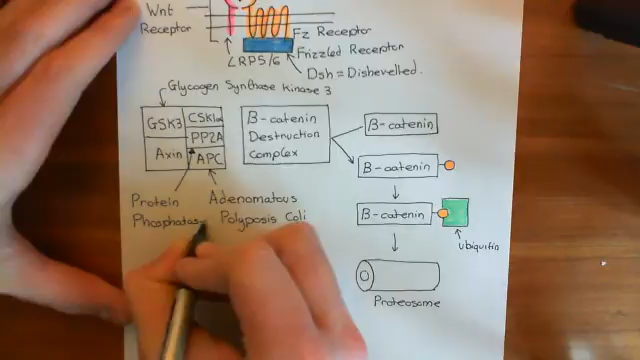 Wnt
Receptor
LRP5/6
Fz Receptor
Frizzled Receptor
Dsh = Dishevelled.
Glycogen Synthase Kinase 3
GSK3
CSK1α
PP2A
Axin
APC
β-catenin
Destruction
Complex
β-catenin
β-catenin
β-catenin
ubiquitin
Proteosome
Protein
Phosphatas
Adenomatous
Polyposis Coli